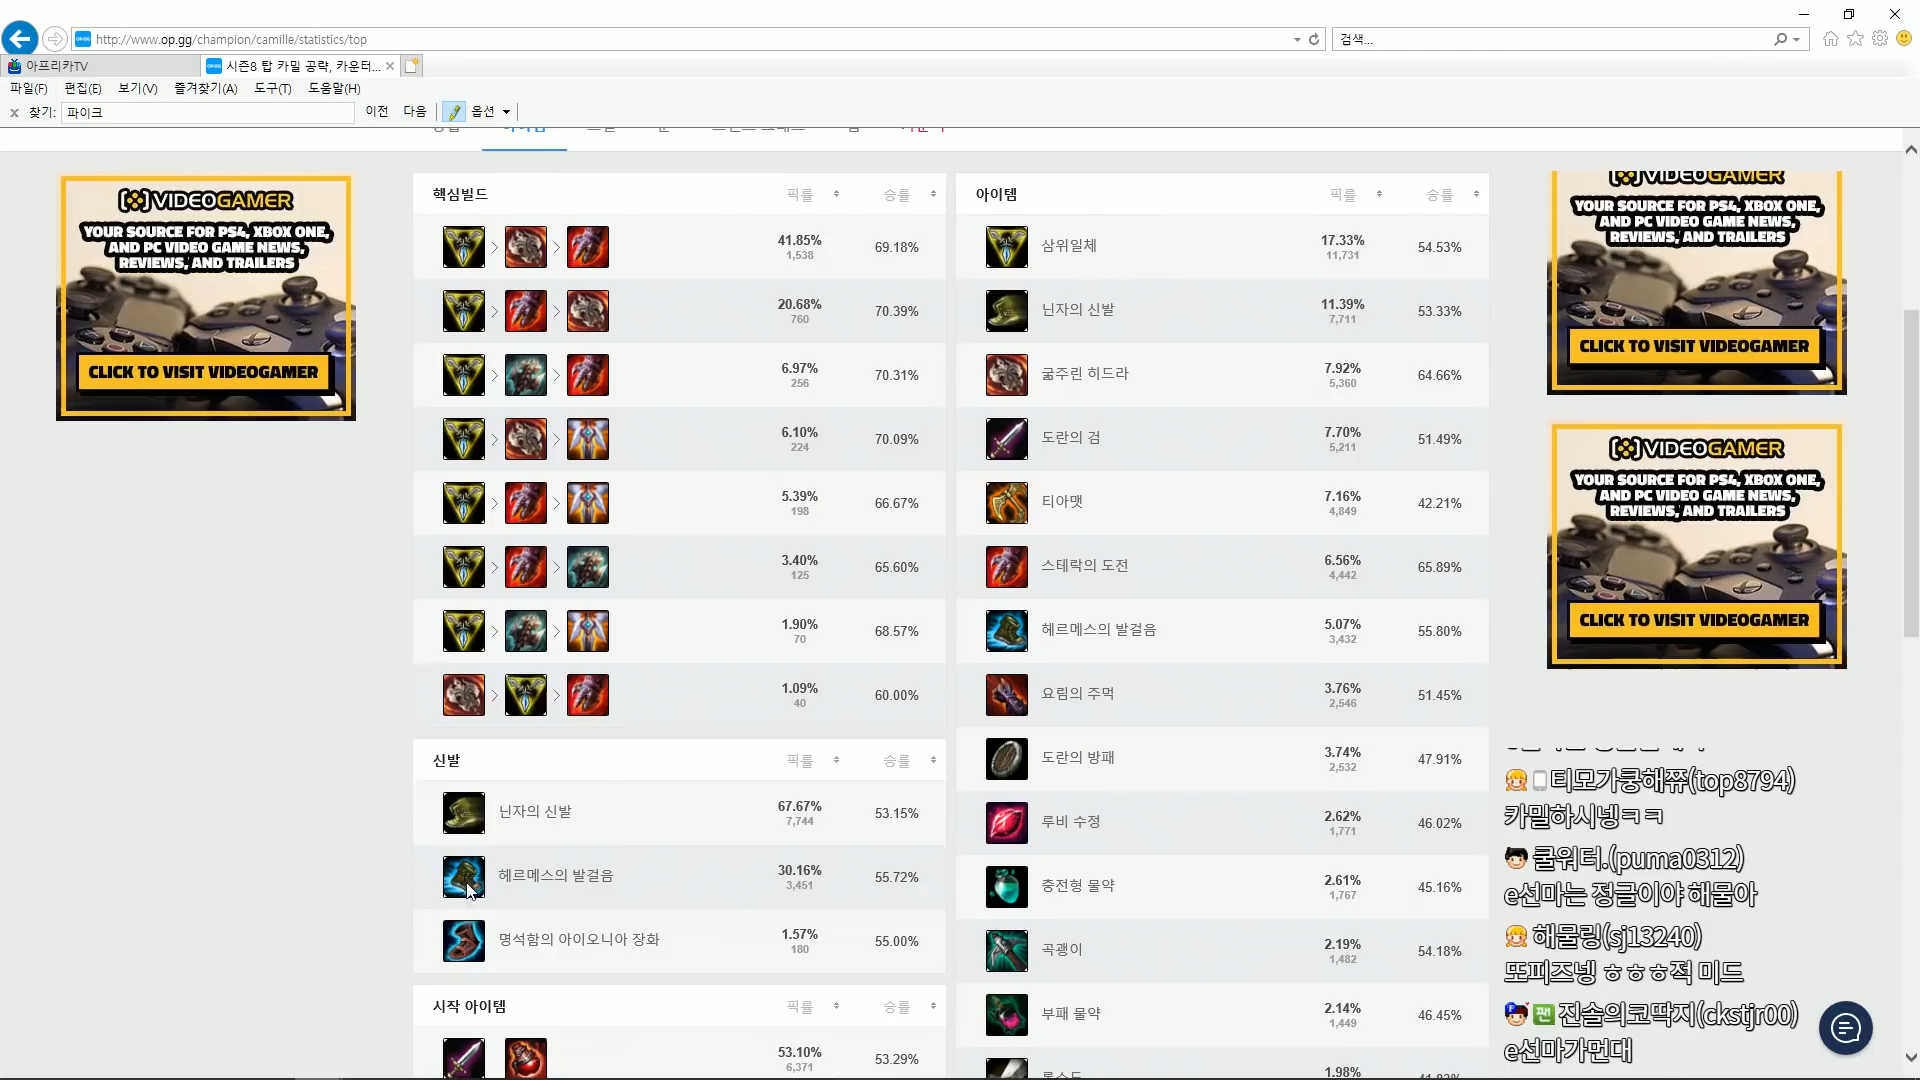 http://www.op.gg/champion/camille/statistics/top
검색...
아프리카TV
시즌8 탑 카밀 공략, 카운터...
파일(F) 편집(E) 보기(V) 즐겨찾기(A) 도구(T) 도움말(H)
찾기: 파이크 이전 다음 옵션
VIDEOGAMER
YOUR SOURCE FOR PS4, XBOX ONE,
AND PC VIDEO GAME NEWS,
REVIEWS, AND TRAILERS
CLICK TO VISIT VIDEOGAMER
핵심빌드 픽률 승률
41.85% 1,538 69.18%
20.68% 760 70.39%
6.97% 256 70.31%
6.10% 224 70.09%
5.39% 198 66.67%
3.40% 125 65.60%
1.90% 70 68.57%
1.09% 40 60.00%
신발 픽률 승률
닌자의 신발 67.67% 7,744 53.15%
헤르메스의 발걸음 30.16% 3,451 55.72%
명석함의 아이오니아 장화 1.57% 180 55.00%
시작 아이템 픽률 승률
53.10% 6,371 53.29%
아이템 픽률 승률
삼위일체 17.33% 11,731 54.53%
닌자의 신발 11.39% 7,711 53.33%
굶주린 히드라 7.92% 5,360 64.66%
도란의 검 7.70% 5,211 51.49%
티아맷 7.16% 4,849 42.21%
스테락의 도전 6.56% 4,442 65.89%
헤르메스의 발걸음 5.07% 3,432 55.80%
요림의 주먹 3.76% 2,546 51.45%
도란의 방패 3.74% 2,532 47.91%
루비 수정 2.62% 1,771 46.02%
충전형 물약 2.61% 1,767 45.16%
곡괭이 2.19% 1,482 54.18%
부패 물약 2.14% 1,449 46.45%
1.98%
VIDEOGAMER
YOUR SOURCE FOR PS4, XBOX ONE,
AND PC VIDEO GAME NEWS,
REVIEWS, AND TRAILERS
CLICK TO VISIT VIDEOGAMER
VIDEOGAMER
YOUR SOURCE FOR PS4, XBOX ONE,
AND PC VIDEO GAME NEWS,
REVIEWS, AND TRAILERS
CLICK TO VISIT VIDEOGAMER
티모가쿵해쮸(top8794)
카밀하시넹ㅋㅋ
쿨워터.(puma0312)
e선마는 정글이야 해물아
해물링(sj13240)
또피즈넹 ㅎㅎㅎ적 미드
팬 진솔의코딱지(ckstjr00)
e선마가먼대